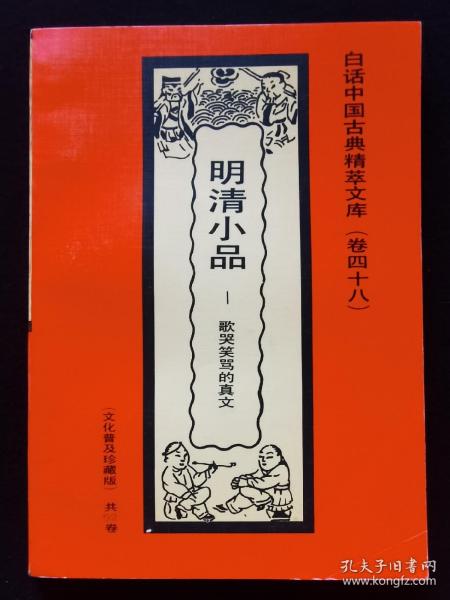 白话中国古典精萃文库(卷四十八)
明清小品
—歌哭笑骂的真文
(文化普及珍藏版)共 卷
孔夫子旧书网
www.kongfz.com